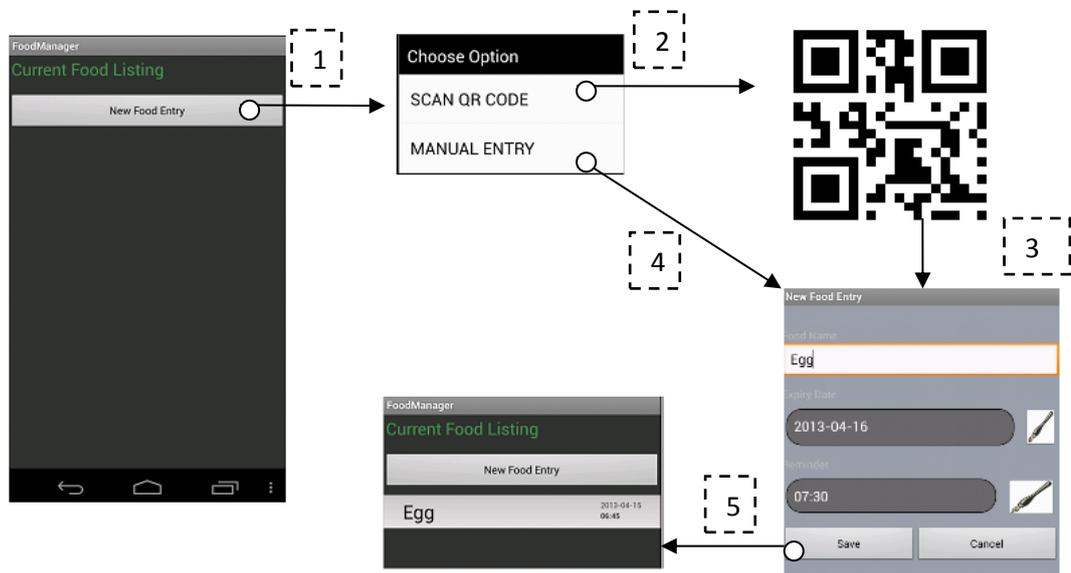 FoodManager
Current Food Listing
New Food Entry
1
Choose Option
SCAN QR CODE
MANUAL ENTRY
2
3
4
New Food Entry
Food Name
Egg
Expiry Date
2013-04-16
Reminder
07:30
Save
Cancel
5
FoodManager
Current Food Listing
New Food Entry
Egg
2013-04-15
06:45